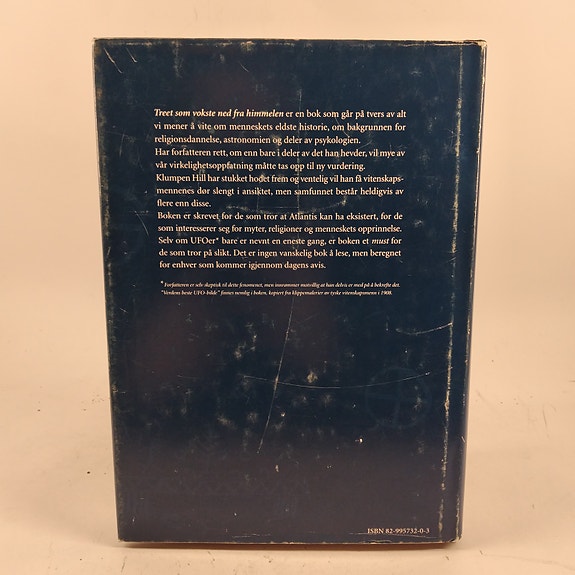 Treet som vokste ned fra himmelen er en bok som går på tvers av alt
vi mener å vite om menneskets eldste historie, om bakgrunnen for
religionsdannelse, astronomien og deler av psykologien.
Har forfatteren rett, om enn bare i deler av det han hevder, vil mye av
vår virkelighetsoppfatning måtte tas opp til ny vurdering.
Klumpen Hill har stukket hodet frem og ventelig vil han få vitenskaps-
mennenes dør slengt i ansiktet, men samfunnet består heldigvis av
flere enn disse.
Boken er skrevet for de som tror at Atlantis kan ha eksistert, for de
som interesserer seg for myter, religioner og menneskets opprinnelse.
Selv om UFOer* bare er nevnt en eneste gang, er boken et must for
de som tror på slikt. Det er ingen vanskelig bok å lese, men beregnet
for enhver som kommer igjennom dagens avis.
* Forfatteren er selv skeptisk til dette fenomenet, men innrømmer motvillig at han delvis er med på å bekrefte det.
"Verdens beste UFO-bilde" finnes nemlig i boken, kopiert fra klippemalerier av tyske vitenskapsmenn i 1908.
ISBN 82-995732-0-3